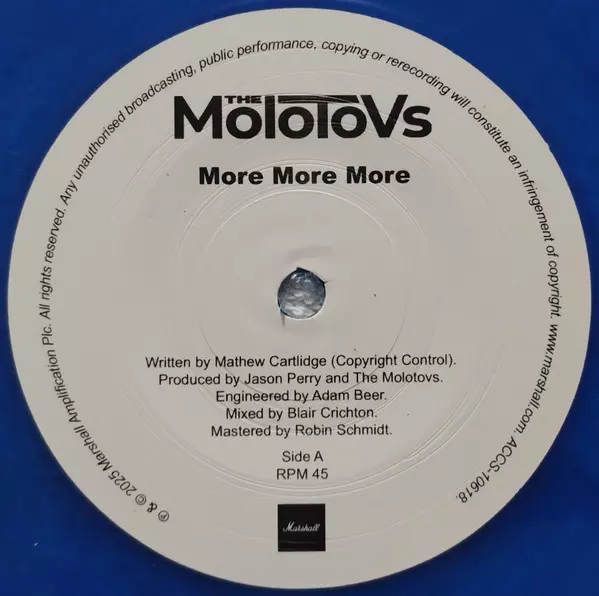 THE
MOLOTOVS
More More More
Written by Mathew Cartlidge (Copyright Control).
Produced by Jason Perry and The Molotovs.
Engineered by Adam Beer.
Mixed by Blair Crichton.
Mastered by Robin Schmidt.
Side A
RPM 45
Marshall
℗ & © 2025 Marshall Amplification Plc. All rights reserved. Any unauthorised broadcasting, public performance, copying or rerecording will constitute an infringement of copyright. www.marshall.com. ACCS-10618.